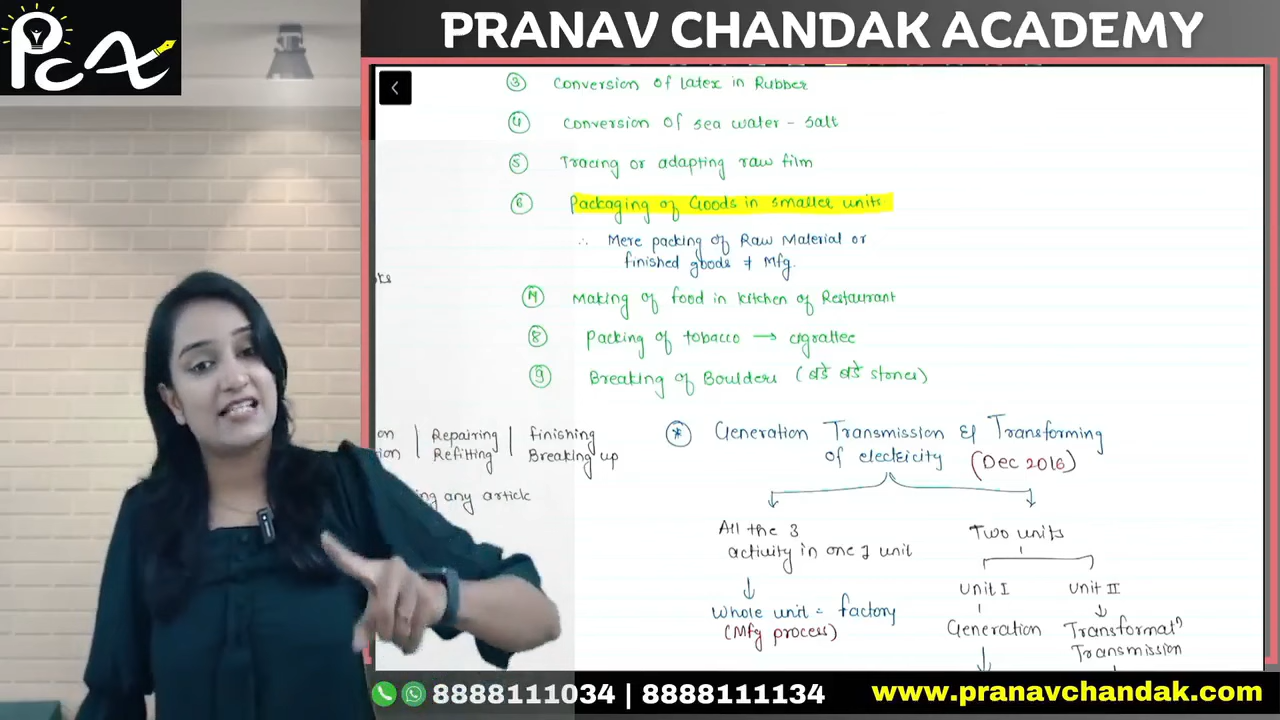 PCA
PRANAV CHANDAK ACADEMY
③ Conversion of latex in Rubber
④ Conversion of sea water - salt
⑤ Tracing or adapting raw film
⑥ Packaging of Goods in smaller units
∴ Mere packing of Raw Material or
finished goods ≠ Mfg.
⑦ Making of food in kitchen of Restaurant
⑧ Packing of tobacco → cigrattee
⑨ Breaking of Boulders (बडे बडे stones)
on | Repairing | finishing
ion | Refitting | Breaking up
ng any article
* Generation Transmission & Transforming
of electricity (Dec 2016)
All the 3
activity in one 1 unit
↓
Whole unit = factory
(Mfg process)
Two units
Unit I
Generation
Unit II
Transformatn
Transmission
8888111034 | 8888111134
www.pranavchandak.com